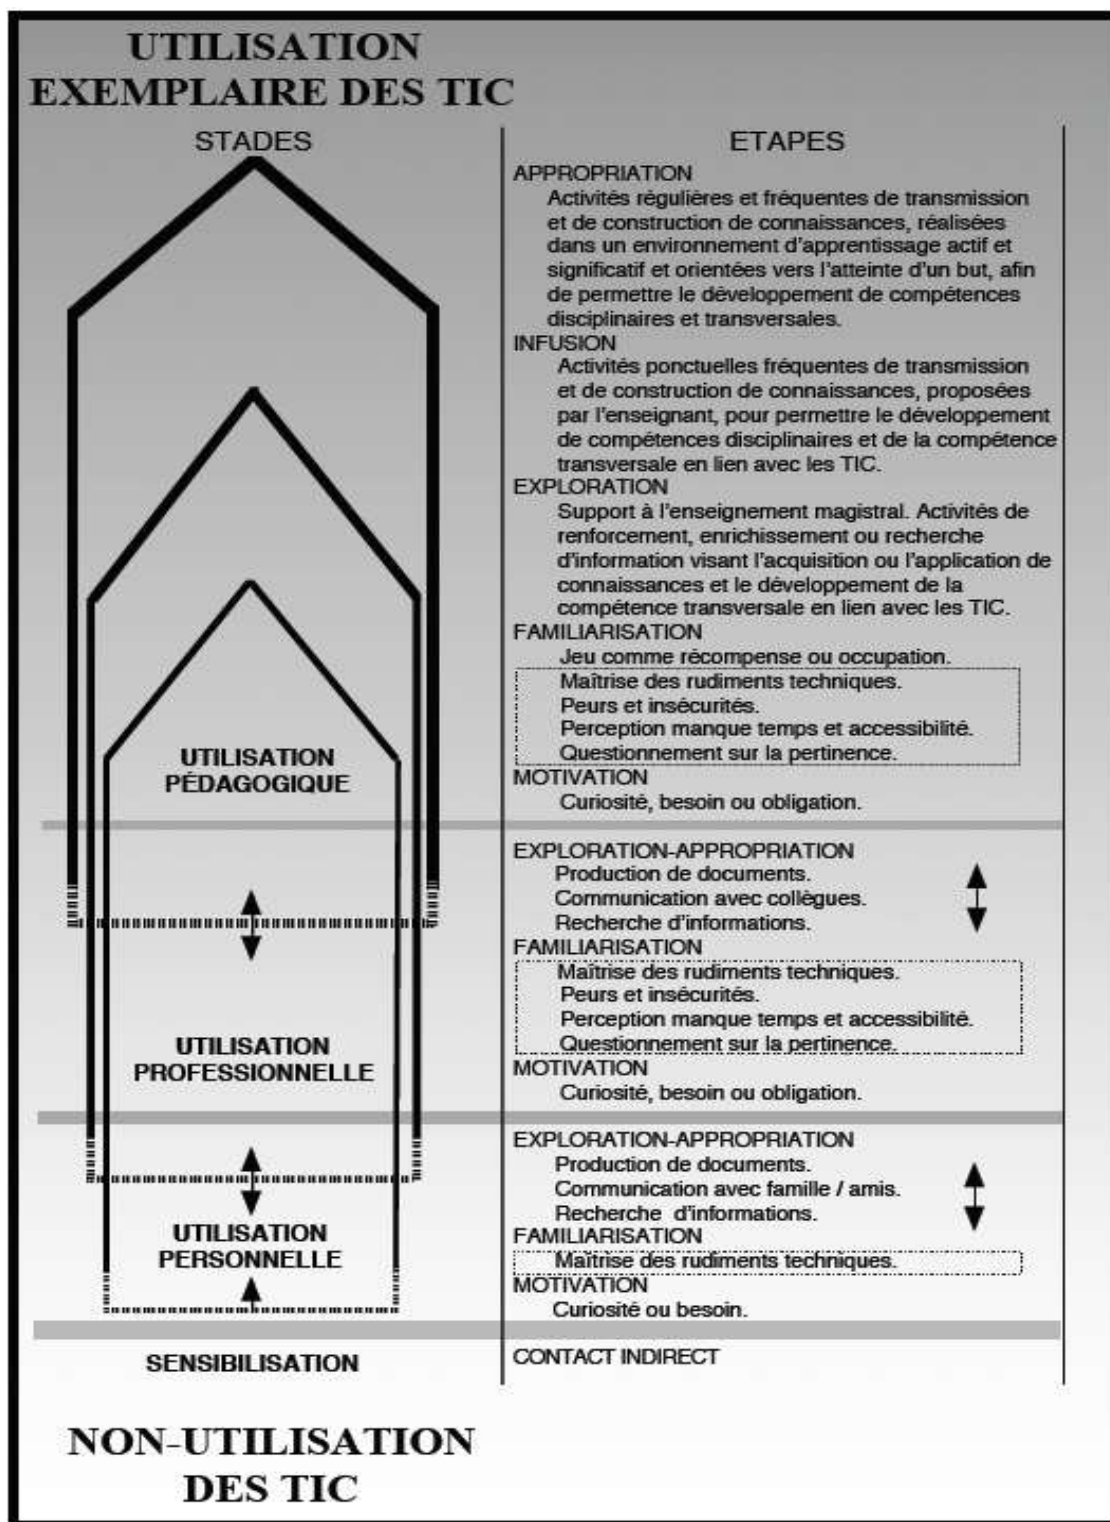 UTILISATION
EXEMPLAIRE DES TIC
STADES
ETAPES
APPROPRIATION
Activités régulières et fréquentes de transmission
et de construction de connaissances, réalisées
dans un environnement d'apprentissage actif et
significatif et orientées vers l'atteinte d'un but, afin
de permettre le développement de compétences
disciplinaires et transversales.
INFUSION
Activités ponctuelles fréquentes de transmission
et de construction de connaissances, proposées
par l'enseignant, pour permettre le développement
de compétences disciplinaires et de la compétence
transversale en lien avec les TIC.
EXPLORATION
Support à l'enseignement magistral. Activités de
renforcement, enrichissement ou recherche
d'information visant l'acquisition ou l'application de
connaissances et le développement de la
compétence transversale en lien avec les TIC.
FAMILIARISATION
Jeu comme récompense ou occupation.
Maîtrise des rudiments techniques.
Peurs et insécurités.
Perception manque temps et accessibilité.
Questionnement sur la pertinence.
MOTIVATION
Curiosité, besoin ou obligation.
UTILISATION
PÉDAGOGIQUE
EXPLORATION-APPROPRIATION
Production de documents.
Communication avec collègues.
Recherche d'informations.
FAMILIARISATION
Maîtrise des rudiments techniques.
Peurs et insécurités.
Perception manque temps et accessibilité.
Questionnement sur la pertinence.
MOTIVATION
Curiosité, besoin ou obligation.
UTILISATION
PROFESSIONNELLE
EXPLORATION-APPROPRIATION
Production de documents.
Communication avec famille / amis.
Recherche d'informations.
FAMILIARISATION
Maîtrise des rudiments techniques.
MOTIVATION
Curiosité ou besoin.
UTILISATION
PERSONNELLE
SENSIBILISATION
CONTACT INDIRECT
NON-UTILISATION
DES TIC